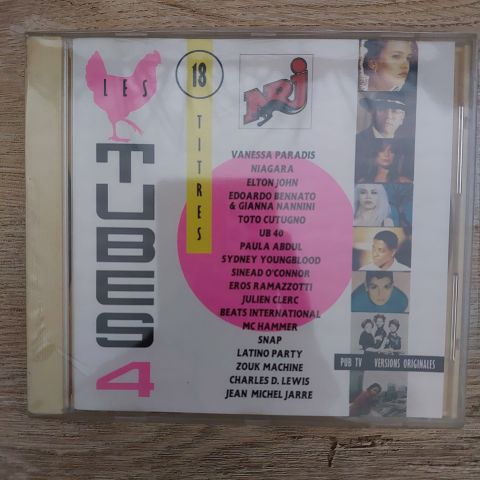 LES
TUBES
4
18
TITRES
NRJ
VANESSA PARADIS
NIAGARA
ELTON JOHN
EDOARDO BENNATO
& GIANNA NANNINI
TOTO CUTUGNO
UB 40
PAULA ABDUL
SYDNEY YOUNGBLOOD
SINEAD O'CONNOR
EROS RAMAZZOTTI
JULIEN CLERC
BEATS INTERNATIONAL
MC HAMMER
SNAP
LATINO PARTY
ZOUK MACHINE
CHARLES D. LEWIS
JEAN MICHEL JARRE
PUB TV VERSIONS ORIGINALES